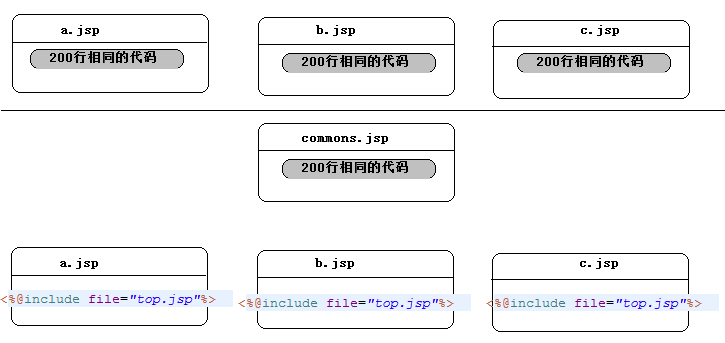 a.jsp b.jsp c.jsp
200行相同的代码 200行相同的代码 200行相同的代码
commons.jsp
200行相同的代码
a.jsp b.jsp c.jsp
<%@include file="top.jsp"%> <%@include file="top.jsp"%> <%@include file="top.jsp"%>